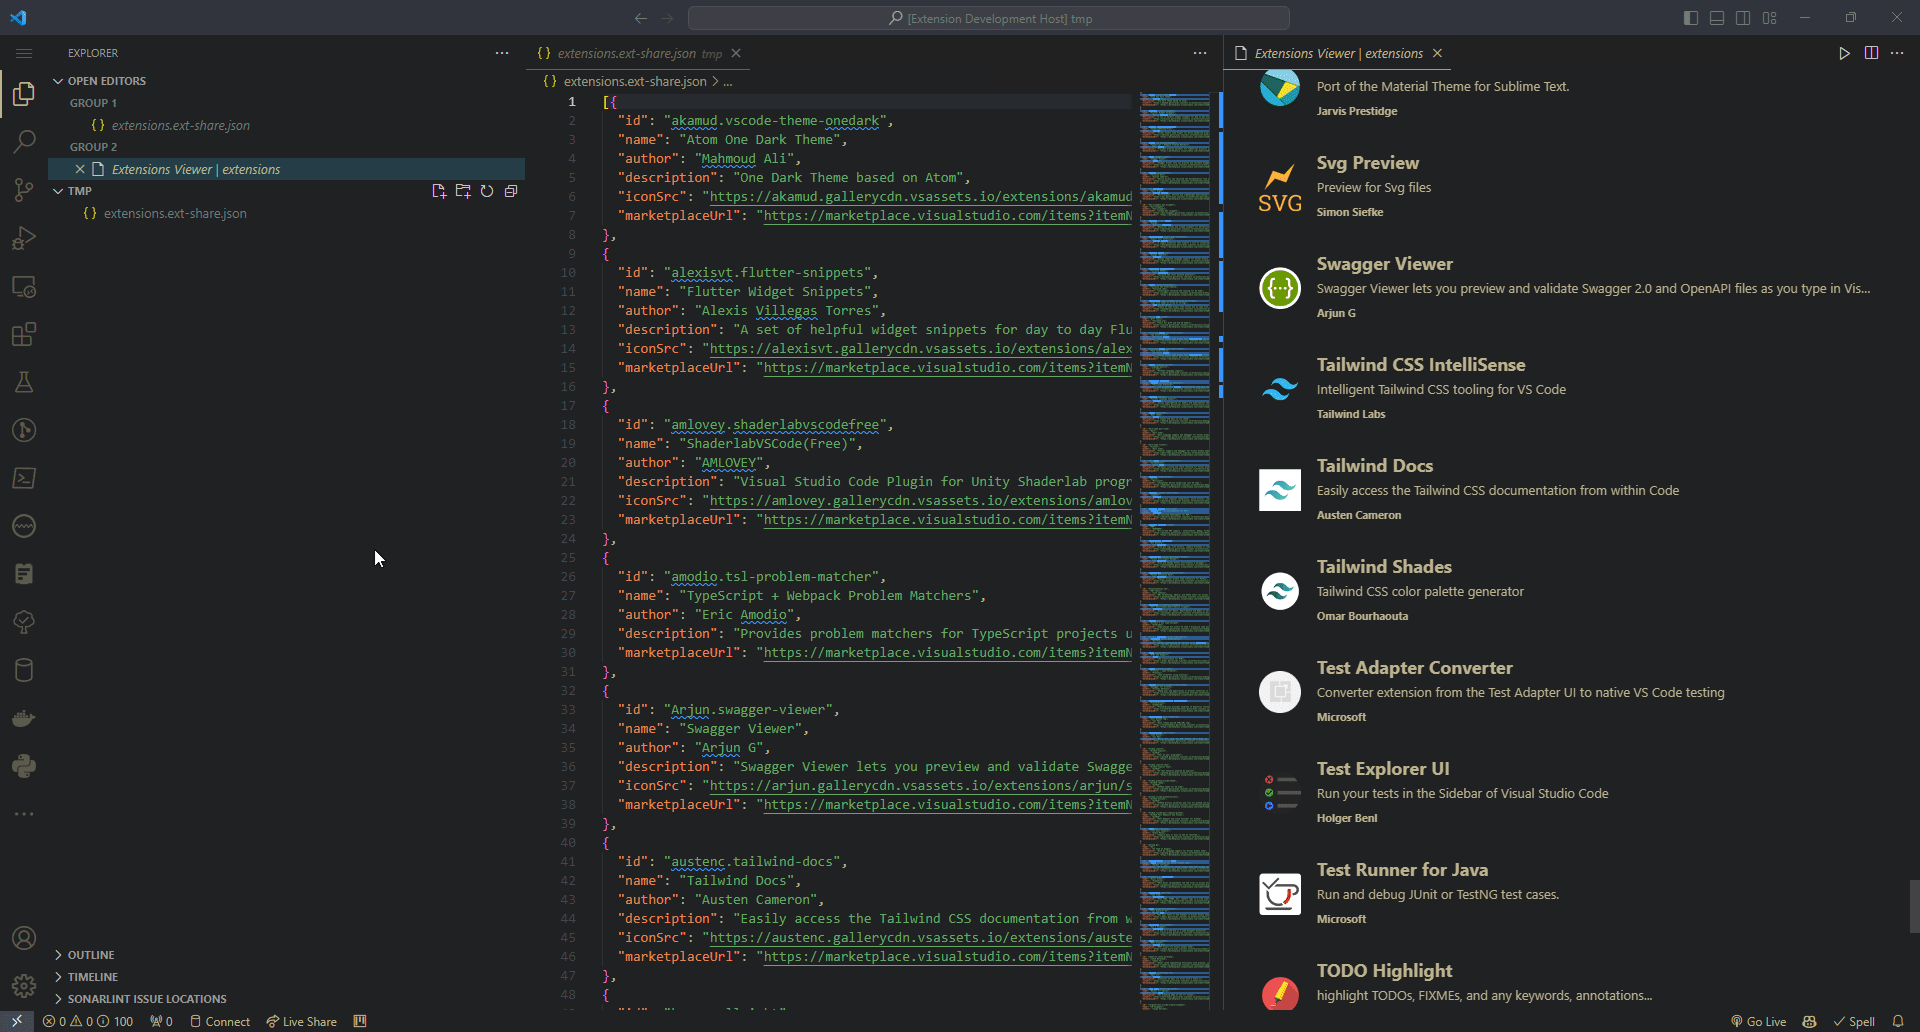 [Extension Development Host] tmp
EXPLORER
OPEN EDITORS
GROUP 1
{} extensions.ext-share.json
GROUP 2
Extensions Viewer | extensions
TMP
{} extensions.ext-share.json
OUTLINE
TIMELINE
SONARLINT ISSUE LOCATIONS
{} extensions.ext-share.json tmp
{} extensions.ext-share.json > ...
1 [{
2 "id": "akamud.vscode-theme-onedark",
3 "name": "Atom One Dark Theme",
4 "author": "Mahmoud Ali",
5 "description": "One Dark Theme based on Atom",
6 "iconSrc": "https://akamud.gallerycdn.vsassets.io/extensions/akamud
7 "marketplaceUrl": "https://marketplace.visualstudio.com/items?itemN
8 },
9 {
10 "id": "alexisvt.flutter-snippets",
11 "name": "Flutter Widget Snippets",
12 "author": "Alexis Villegas Torres",
13 "description": "A set of helpful widget snippets for day to day Flu
14 "iconSrc": "https://alexisvt.gallerycdn.vsassets.io/extensions/alex
15 "marketplaceUrl": "https://marketplace.visualstudio.com/items?itemN
16 },
17 {
18 "id": "amlovey.shaderlabvscodefree",
19 "name": "ShaderlabVSCode(Free)",
20 "author": "AMLOVEY",
21 "description": "Visual Studio Code Plugin for Unity Shaderlab progr
22 "iconSrc": "https://amlovey.gallerycdn.vsassets.io/extensions/amlov
23 "marketplaceUrl": "https://marketplace.visualstudio.com/items?itemN
24 },
25 {
26 "id": "amodio.tsl-problem-matcher",
27 "name": "TypeScript + Webpack Problem Matchers",
28 "author": "Eric Amodio",
29 "description": "Provides problem matchers for TypeScript projects u
30 "marketplaceUrl": "https://marketplace.visualstudio.com/items?itemN
31 },
32 {
33 "id": "Arjun.swagger-viewer",
34 "name": "Swagger Viewer",
35 "author": "Arjun G",
36 "description": "Swagger Viewer lets you preview and validate Swagge
37 "iconSrc": "https://arjun.gallerycdn.vsassets.io/extensions/arjun/s
38 "marketplaceUrl": "https://marketplace.visualstudio.com/items?itemN
39 },
40 {
41 "id": "austenc.tailwind-docs",
42 "name": "Tailwind Docs",
43 "author": "Austen Cameron",
44 "description": "Easily access the Tailwind CSS documentation from w
45 "iconSrc": "https://austenc.gallerycdn.vsassets.io/extensions/auste
46 "marketplaceUrl": "https://marketplace.visualstudio.com/items?itemN
47 },
48 {
Extensions Viewer | extensions
Port of the Material Theme for Sublime Text.
Jarvis Prestidge
SVG
Svg Preview
Preview for Svg files
Simon Siefke
Swagger Viewer
Swagger Viewer lets you preview and validate Swagger 2.0 and OpenAPI files as you type in Vis...
Arjun G
Tailwind CSS IntelliSense
Intelligent Tailwind CSS tooling for VS Code
Tailwind Labs
Tailwind Docs
Easily access the Tailwind CSS documentation from within Code
Austen Cameron
Tailwind Shades
Tailwind CSS color palette generator
Omar Bourhaouta
Test Adapter Converter
Converter extension from the Test Adapter UI to native VS Code testing
Microsoft
Test Explorer UI
Run your tests in the Sidebar of Visual Studio Code
Holger Benl
Test Runner for Java
Run and debug JUnit or TestNG test cases.
Microsoft
TODO Highlight
highlight TODOs, FIXMEs, and any keywords, annotations...
0 0 100 0 Connect Live Share Go Live Spell